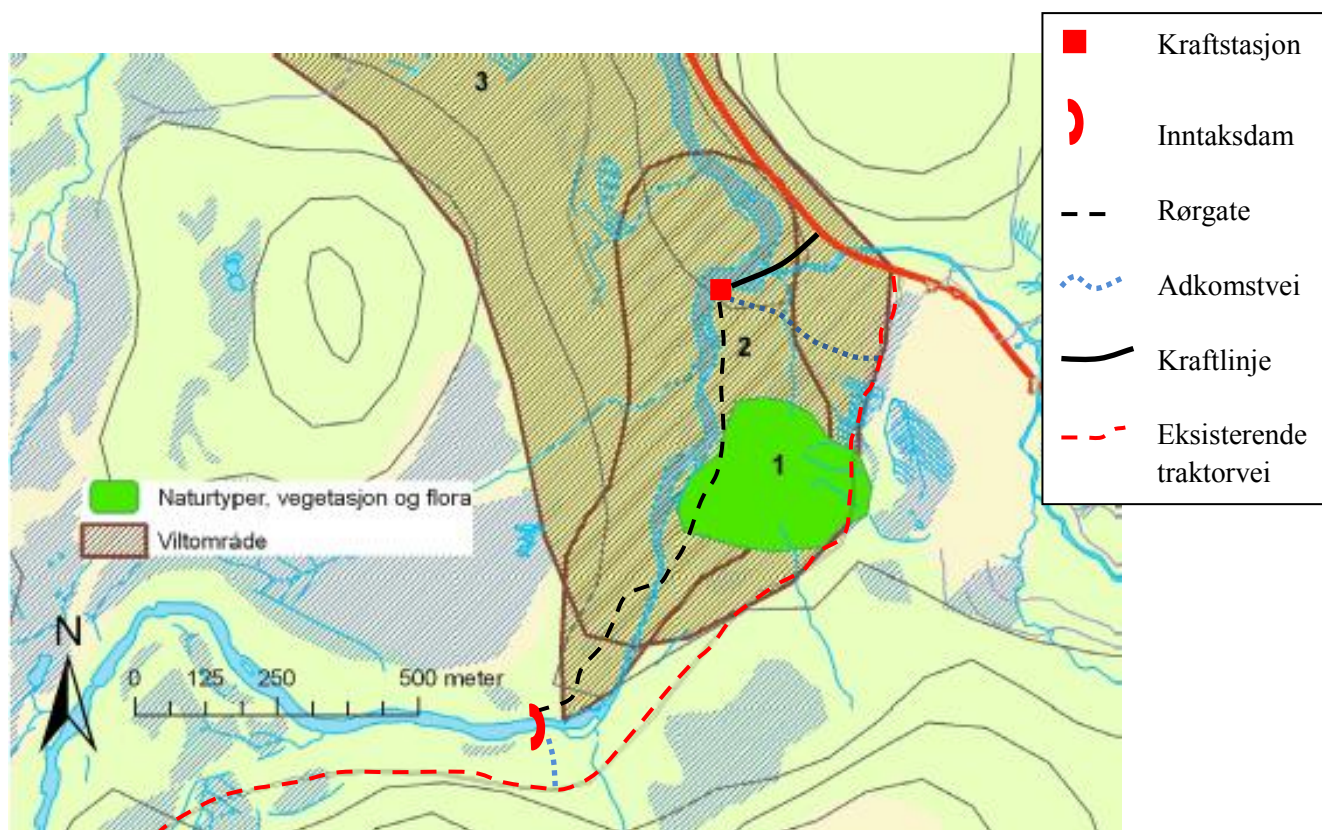 Kraftstasjon
Inntaksdam
Rørgate
Adkomstvei
Kraftlinje
Eksisterende
traktorvei
3
2
1
Naturtyper, vegetasjon og flora
Viltområde
N
0 125 250 500 meter